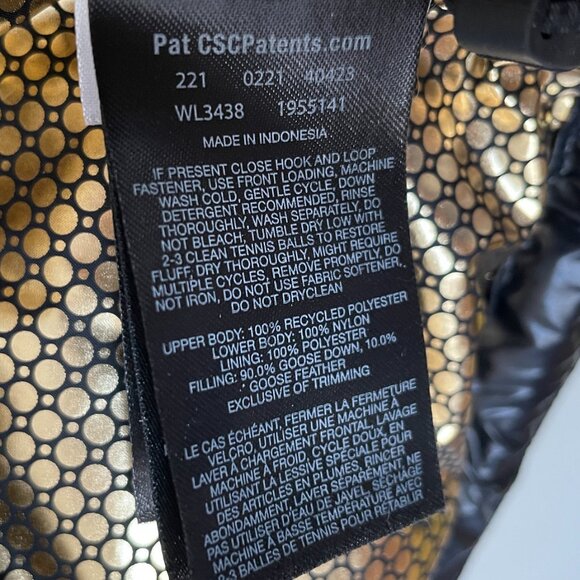 Pat CSCPatents.com
221 0221 40423
WL3438 1955141
MADE IN INDONESIA
IF PRESENT CLOSE HOOK AND LOOP
FASTENER, USE FRONT LOADING, MACHINE
WASH COLD, GENTLE CYCLE, DOWN
DETERGENT RECOMMENDED, RINSE
THOROUGHLY, WASH SEPARATELY, DO
NOT BLEACH, TUMBLE DRY LOW WITH
2-3 CLEAN TENNIS BALLS TO RESTORE
FLUFF, DRY THOROUGHLY, MIGHT REQUIRE
MULTIPLE CYCLES, REMOVE PROMPTLY, DO
NOT IRON, DO NOT USE FABRIC SOFTENER,
DO NOT DRYCLEAN
UPPER BODY: 100% RECYCLED POLYESTER
LOWER BODY: 100% NYLON
LINING: 100% POLYESTER
FILLING: 90.0% GOOSE DOWN, 10.0%
GOOSE FEATHER
EXCLUSIVE OF TRIMMING
LE CAS ÉCHÉANT, FERMER LA FERMETURE
VELCRO, UTILISER UNE MACHINE À
LAVER À CHARGEMENT FRONTAL, LAVAGE
MACHINE À FROID, CYCLE DOUX, EN
UTILISANT LA LESSIVE SPÉCIALE POUR
DES ARTICLES EN PLUMES, RINCER
ABONDAMMENT, LAVER SÉPARÉMENT, NE
PAS UTILISER D'EAU DE JAVEL, SÉCHAGE
MACHINE À BASSE TEMPÉRATURE AVEC
2-3 BALLES DE TENNIS POUR RÉTABLIR